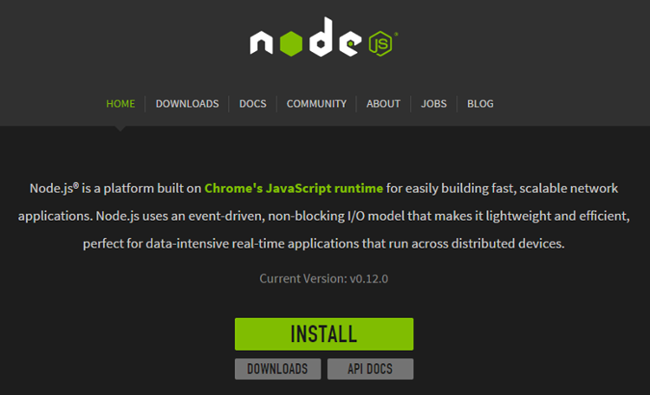 node JS
HOME DOWNLOADS DOCS COMMUNITY ABOUT JOBS BLOG
Node.js® is a platform built on Chrome's JavaScript runtime for easily building fast, scalable network
applications. Node.js uses an event-driven, non-blocking I/O model that makes it lightweight and efficient,
perfect for data-intensive real-time applications that run across distributed devices.
Current Version: v0.12.0
INSTALL
DOWNLOADS API DOCS